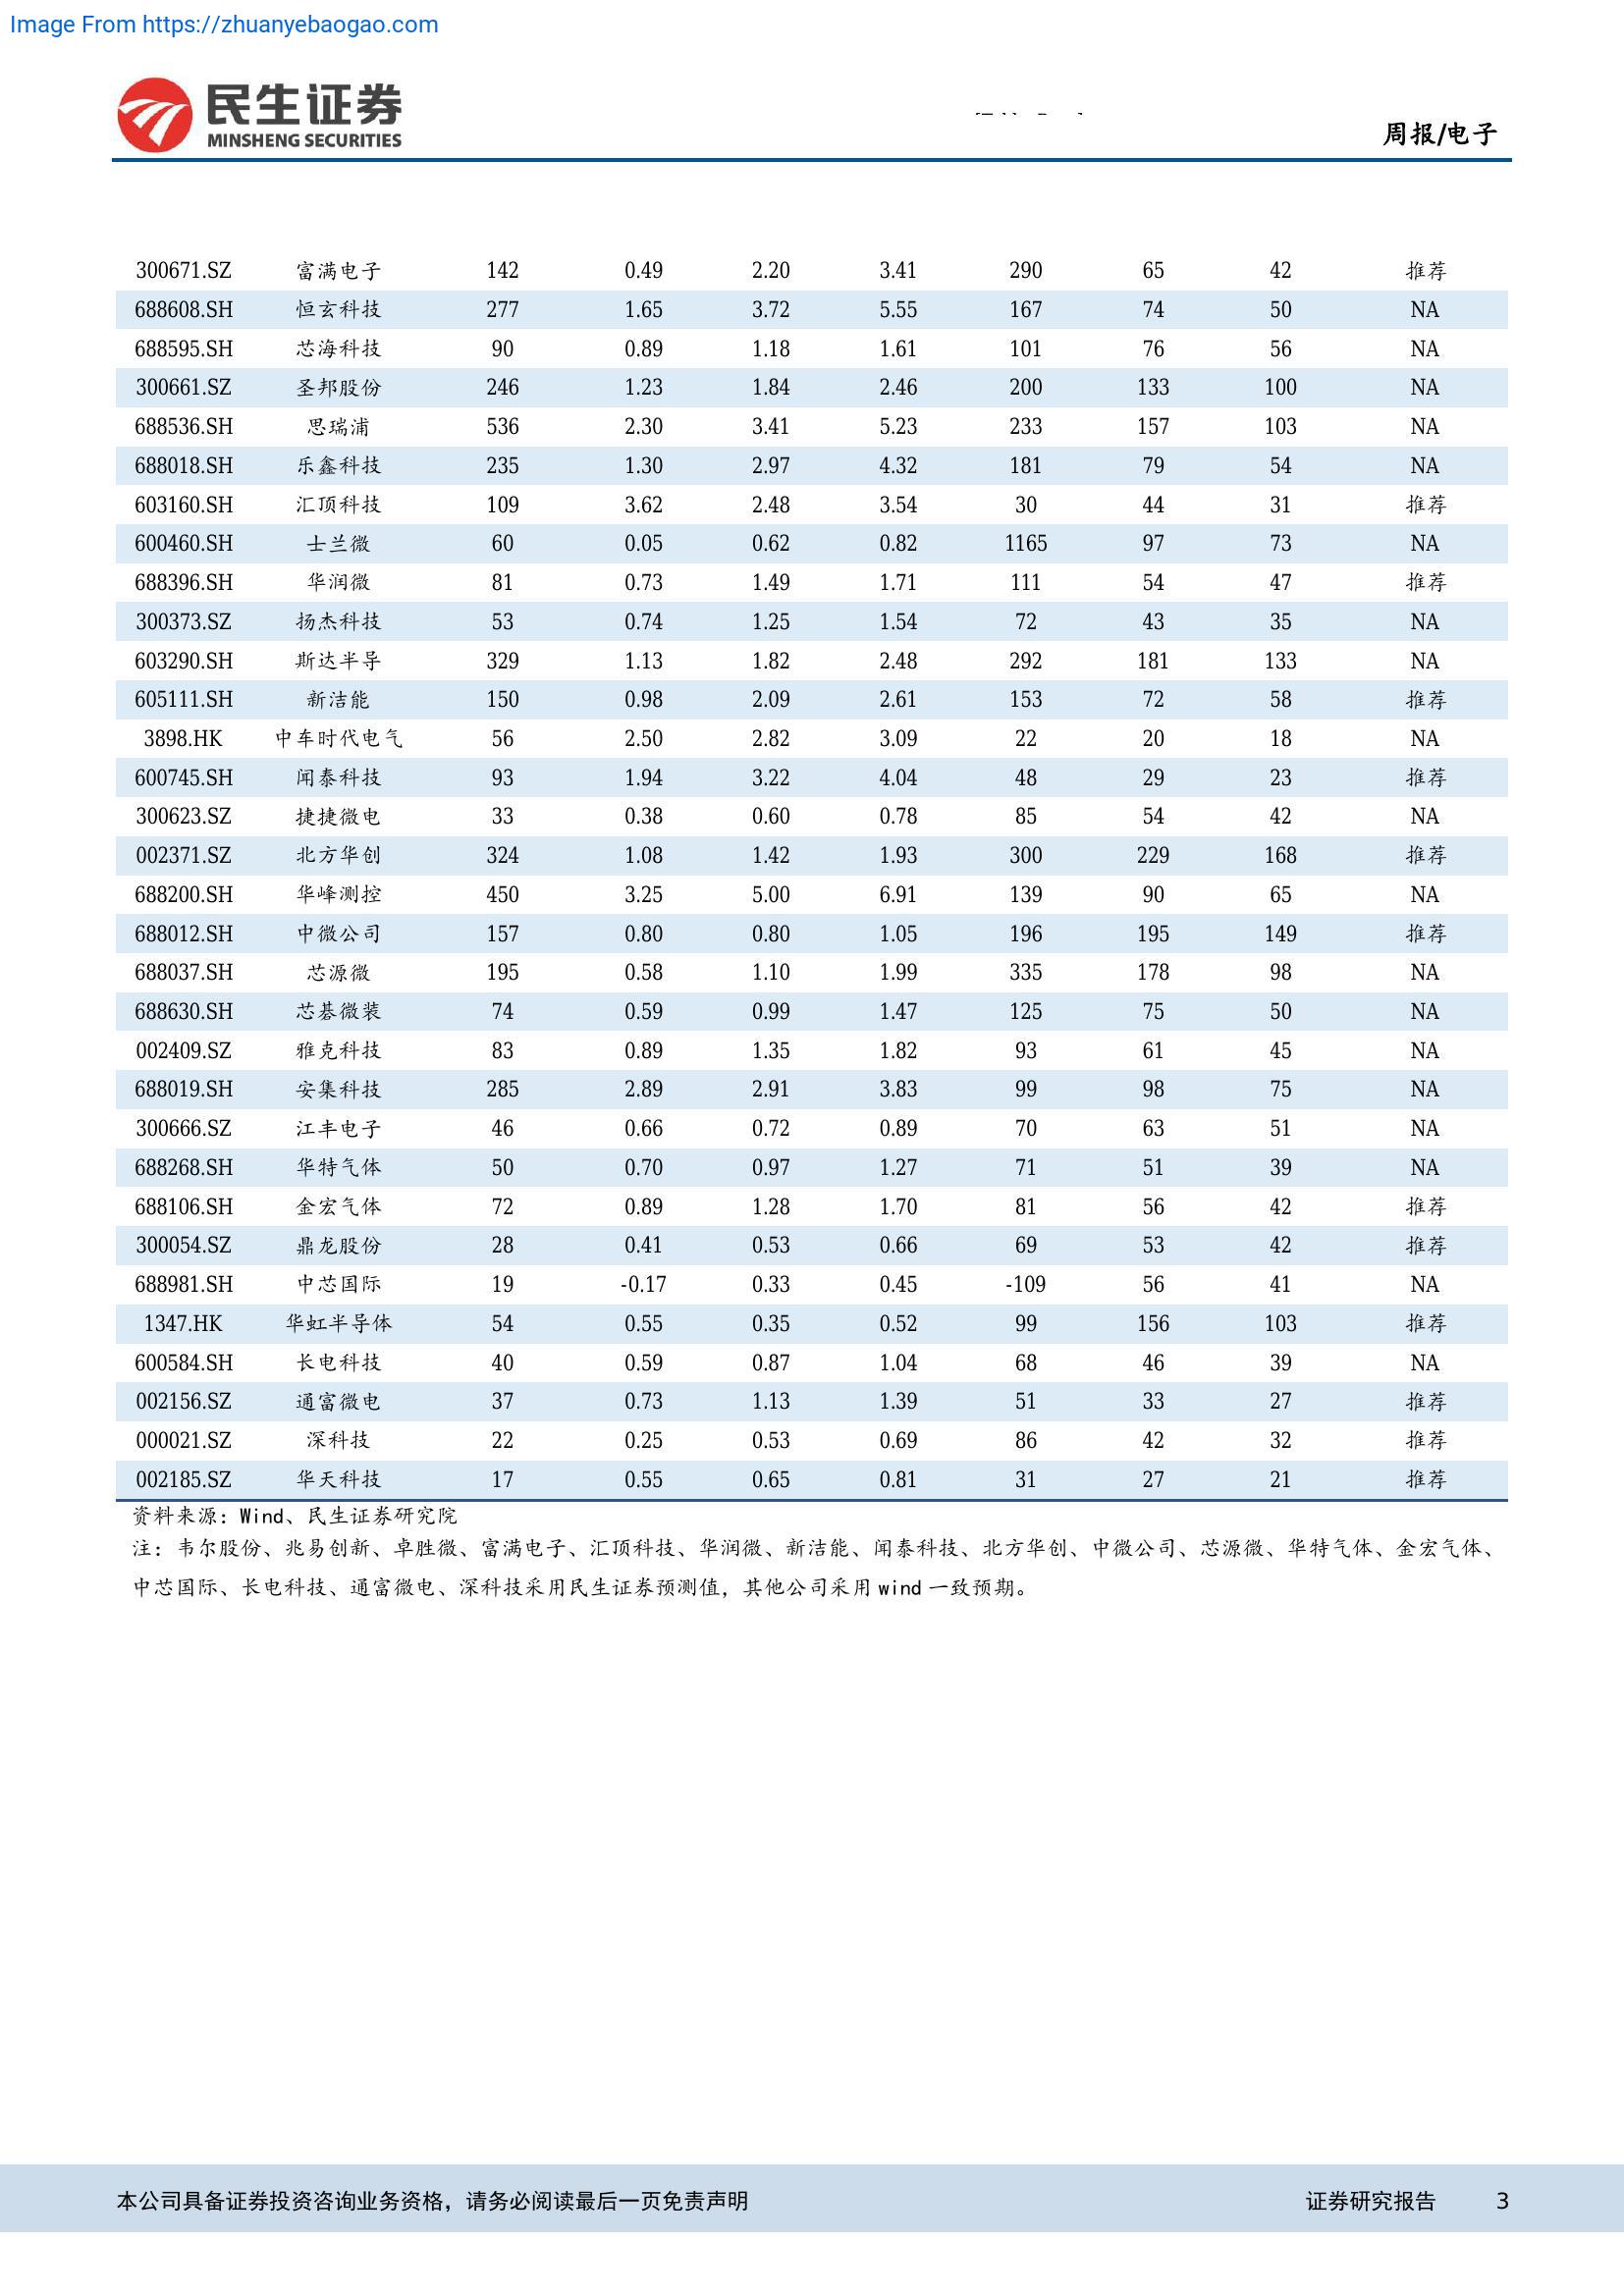 Image From https://zhuanyebaogao.com
民生证券
MINSHENG SECURITIES
周报/电子
300671.SZ 富满电子 142 0.49 2.20 3.41 290 65 42 推荐
688608.SH 恒玄科技 277 1.65 3.72 5.55 167 74 50 NA
688595.SH 芯海科技 90 0.89 1.18 1.61 101 76 56 NA
300661.SZ 圣邦股份 246 1.23 1.84 2.46 200 133 100 NA
688536.SH 思瑞浦 536 2.30 3.41 5.23 233 157 103 NA
688018.SH 乐鑫科技 235 1.30 2.97 4.32 181 79 54 NA
603160.SH 汇顶科技 109 3.62 2.48 3.54 30 44 31 推荐
600460.SH 士兰微 60 0.05 0.62 0.82 1165 97 73 NA
688396.SH 华润微 81 0.73 1.49 1.71 111 54 47 推荐
300373.SZ 扬杰科技 53 0.74 1.25 1.54 72 43 35 NA
603290.SH 斯达半导 329 1.13 1.82 2.48 292 181 133 NA
605111.SH 新洁能 150 0.98 2.09 2.61 153 72 58 推荐
3898.HK 中车时代电气 56 2.50 2.82 3.09 22 20 18 NA
600745.SH 闻泰科技 93 1.94 3.22 4.04 48 29 23 推荐
300623.SZ 捷捷微电 33 0.38 0.60 0.78 85 54 42 NA
002371.SZ 北方华创 324 1.08 1.42 1.93 300 229 168 推荐
688200.SH 华峰测控 450 3.25 5.00 6.91 139 90 65 NA
688012.SH 中微公司 157 0.80 0.80 1.05 196 195 149 推荐
688037.SH 芯源微 195 0.58 1.10 1.99 335 178 98 NA
688630.SH 芯碁微装 74 0.59 0.99 1.47 125 75 50 NA
002409.SZ 雅克科技 83 0.89 1.35 1.82 93 61 45 NA
688019.SH 安集科技 285 2.89 2.91 3.83 99 98 75 NA
300666.SZ 江丰电子 46 0.66 0.72 0.89 70 63 51 NA
688268.SH 华特气体 50 0.70 0.97 1.27 71 51 39 NA
688106.SH 金宏气体 72 0.89 1.28 1.70 81 56 42 推荐
300054.SZ 鼎龙股份 28 0.41 0.53 0.66 69 53 42 推荐
688981.SH 中芯国际 19 -0.17 0.33 0.45 -109 56 41 NA
1347.HK 华虹半导体 54 0.55 0.35 0.52 99 156 103 推荐
600584.SH 长电科技 40 0.59 0.87 1.04 68 46 39 NA
002156.SZ 通富微电 37 0.73 1.13 1.39 51 33 27 推荐
000021.SZ 深科技 22 0.25 0.53 0.69 86 42 32 推荐
002185.SZ 华天科技 17 0.55 0.65 0.81 31 27 21 推荐
资料来源：Wind、民生证券研究院
注：韦尔股份、兆易创新、卓胜微、富满电子、汇顶科技、华润微、新洁能、闻泰科技、北方华创、中微公司、芯源微、华特气体、金宏气体、
中芯国际、长电科技、通富微电、深科技采用民生证券预测值，其他公司采用 wind 一致预期。
本公司具备证券投资咨询业务资格，请务必阅读最后一页免责声明 证券研究报告 3